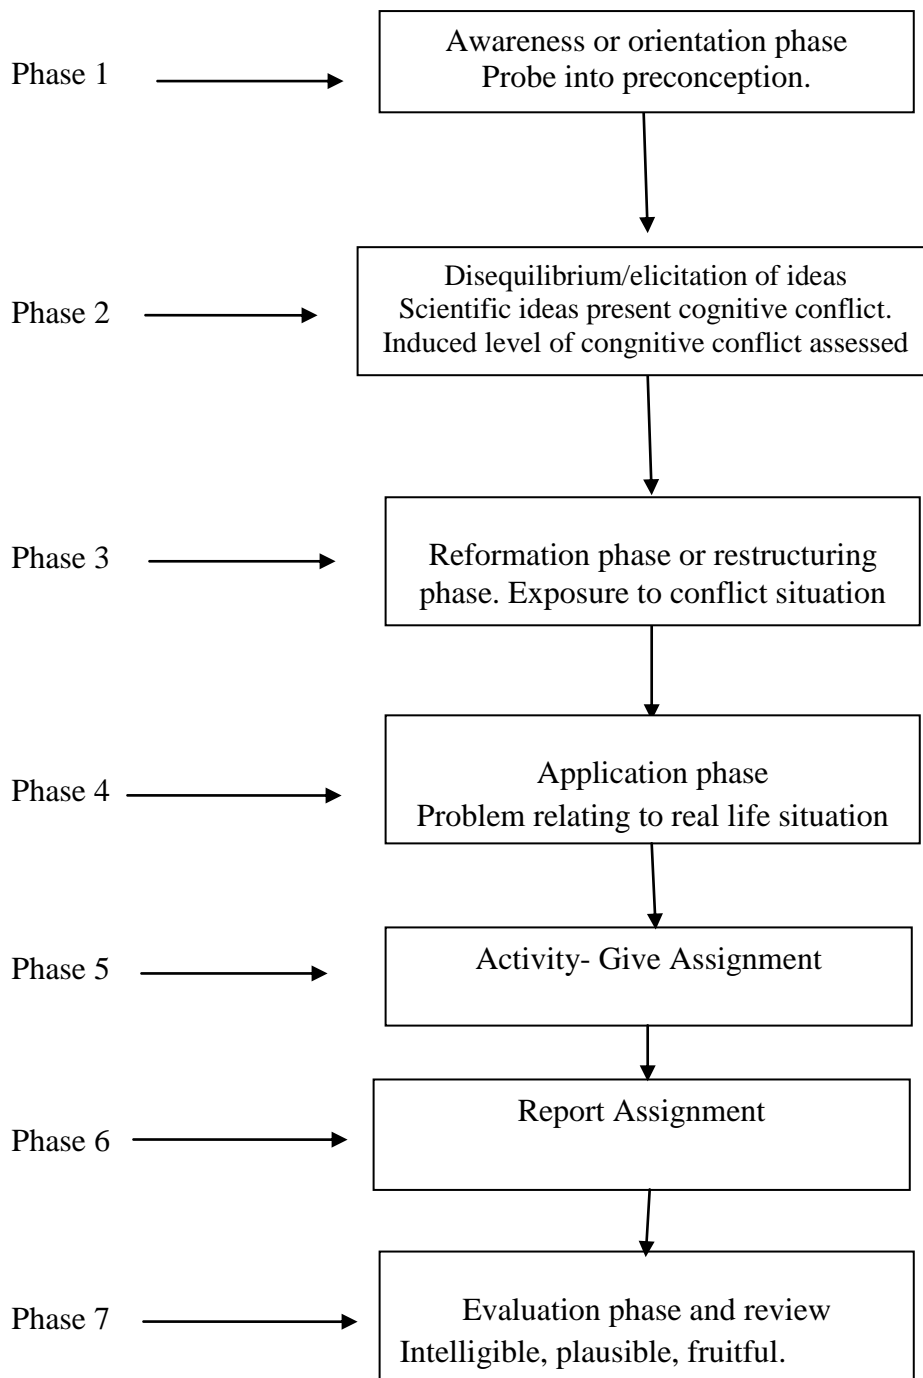 Phase 1
Awareness or orientation phase
Probe into preconception.
Phase 2
Disequilibrium/elicitation of ideas
Scientific ideas present cognitive conflict.
Induced level of congnitive conflict assessed
Phase 3
Reformation phase or restructuring
phase. Exposure to conflict situation
Phase 4
Application phase
Problem relating to real life situation
Phase 5
Activity- Give Assignment
Phase 6
Report Assignment
Phase 7
Evaluation phase and review
Intelligible, plausible, fruitful.